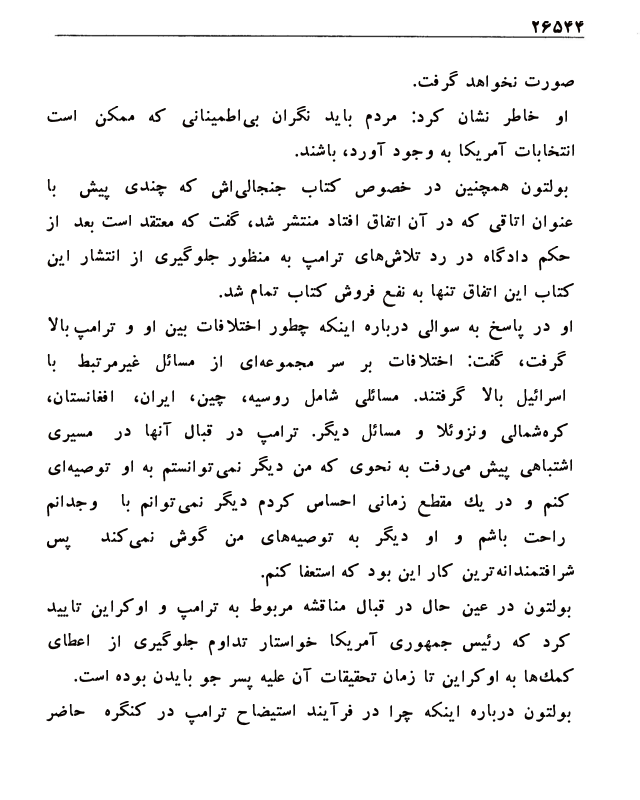 ۲۶۵۴۴
صورت نخواهد گرفت.
او خاطر نشان کرد: مردم باید نگران بی‌اطمینانی که ممکن است
انتخابات آمریکا به وجود آورد، باشند.
بولتون همچنین در خصوص کتاب جنجالی‌اش که چندی پیش با
عنوان اتاقی که در آن اتفاق افتاد منتشر شد، گفت که معتقد است بعد از
حکم دادگاه در رد تلاش‌های ترامپ به منظور جلوگیری از انتشار این
کتاب این اتفاق تنها به نفع فروش کتاب تمام شد.
او در پاسخ به سوالی درباره اینکه چطور اختلافات بین او و ترامپ بالا
گرفت، گفت: اختلافات بر سر مجموعه‌ای از مسائل غیرمرتبط با
اسرائیل بالا گرفتند. مسائلی شامل روسیه، چین، ایران، افغانستان،
کره‌شمالی ونزوئلا و مسائل دیگر. ترامپ در قبال آنها در مسیری
اشتباهی پیش می‌رفت به نحوی که من دیگر نمی‌توانستم به او توصیه‌ای
کنم و در یك مقطع زمانی احساس کردم دیگر نمی‌توانم با وجدانم
راحت باشم و او دیگر به توصیه‌های من گوش نمی‌کند پس
شرافتمندانه‌ترین کار این بود که استعفا کنم.
بولتون در عین حال در قبال مناقشه مربوط به ترامپ و اوکراین تایید
کرد که رئیس جمهوری آمریکا خواستار تداوم جلوگیری از اعطای
کمك‌ها به اوکراین تا زمان تحقیقات آن علیه پسر جو بایدن بوده است.
بولتون درباره اینکه چرا در فرآیند استیضاح ترامپ در کنگره حاضر